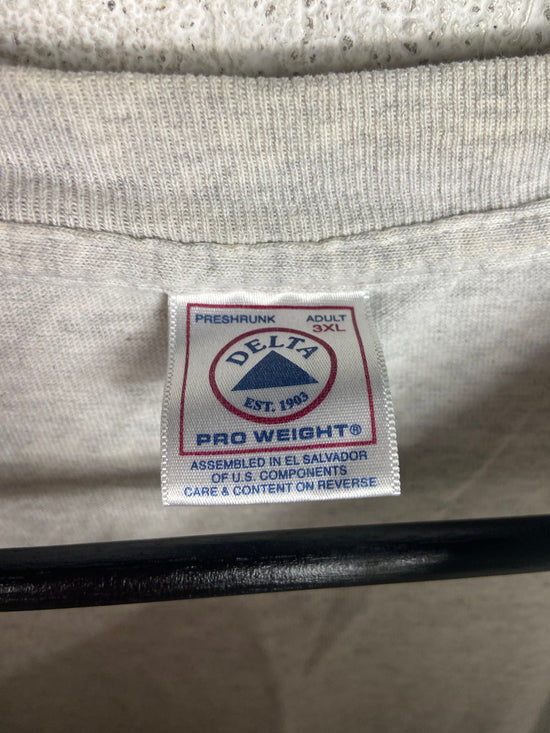 PRESHRUNK ADULT
3XL
DELTA
EST. 1903
PRO WEIGHT®
ASSEMBLED IN EL SALVADOR
OF U.S. COMPONENTS
CARE & CONTENT ON REVERSE